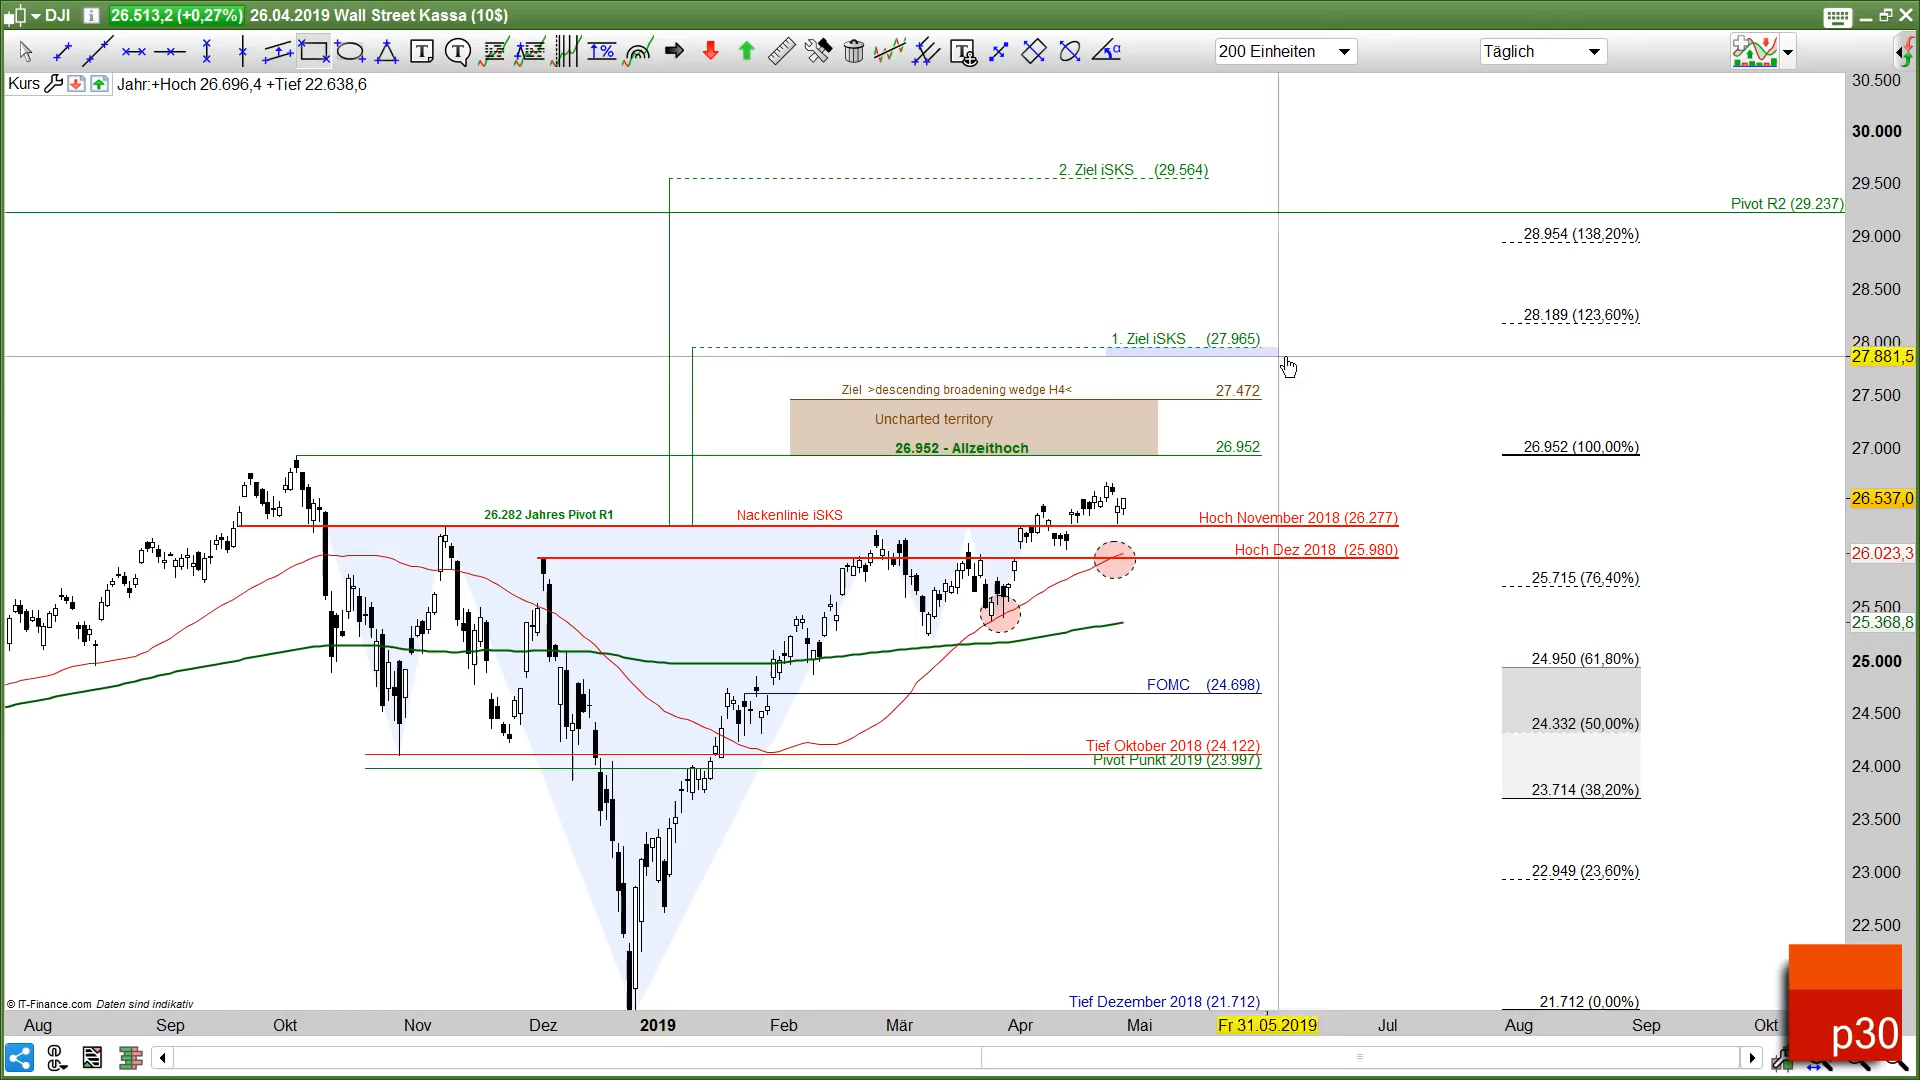 DJI 26.513,2 (+0,27%) 26.04.2019 Wall Street Kassa (10$)
200 Einheiten
Täglich
Kurs Jahr:+Hoch 26.696,4 +Tief 22.638,6
30.500
30.000
2. Ziel iSKS (29.564)
29.500
Pivot R2 (29.237)
28.954 (138,20%)
29.000
28.500
28.189 (123,60%)
1. Ziel iSKS (27.965)
28.000
27.881,5
Ziel >descending broadening wedge H4< 27.472
27.500
Uncharted territory
26.952 - Allzeithoch 26.952
26.952 (100,00%)
27.000
26.537,0
26.282 Jahres Pivot R1
Nackenlinie iSKS
Hoch November 2018 (26.277)
Hoch Dez 2018 (25.980)
26.023,3
25.715 (76,40%)
25.500
25.368,8
24.950 (61,80%)
25.000
FOMC (24.698)
24.500
24.332 (50,00%)
Tief Oktober 2018 (24.122)
Pivot Punkt 2019 (23.997)
24.000
23.714 (38,20%)
23.500
22.949 (23,60%)
23.000
22.500
Tief Dezember 2018 (21.712)
21.712 (0,00%)
© IT-Finance.com Daten sind indikativ
Aug Sep Okt Nov Dez 2019 Feb Mär Apr Mai Fr 31.05.2019 Jul Aug Sep Okt
p30